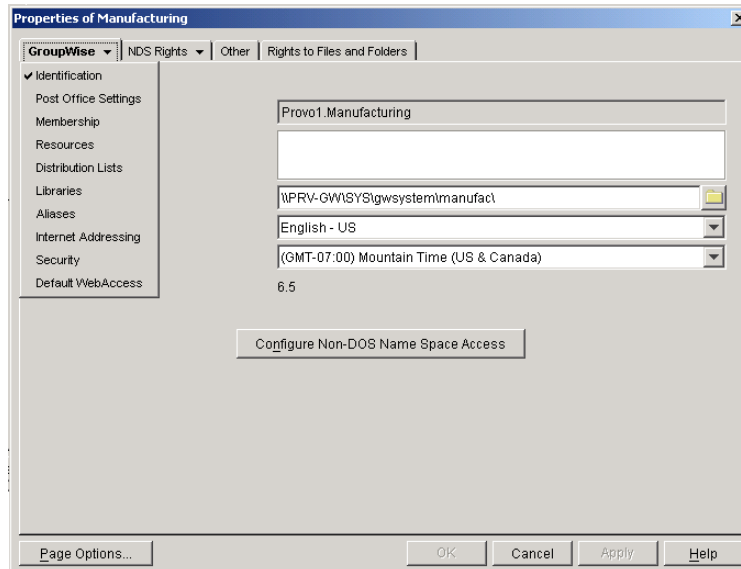 Properties of Manufacturing
GroupWise NDS Rights Other Rights to Files and Folders
Identification
Post Office Settings
Membership
Resources
Distribution Lists
Libraries
Aliases
Internet Addressing
Security
Default WebAccess
Provo1.Manufacturing
\\PRV-GW\SYS\gwsystem\manufac\
English - US
(GMT-07:00) Mountain Time (US & Canada)
6.5
Configure Non-DOS Name Space Access
Page Options... OK Cancel Apply Help